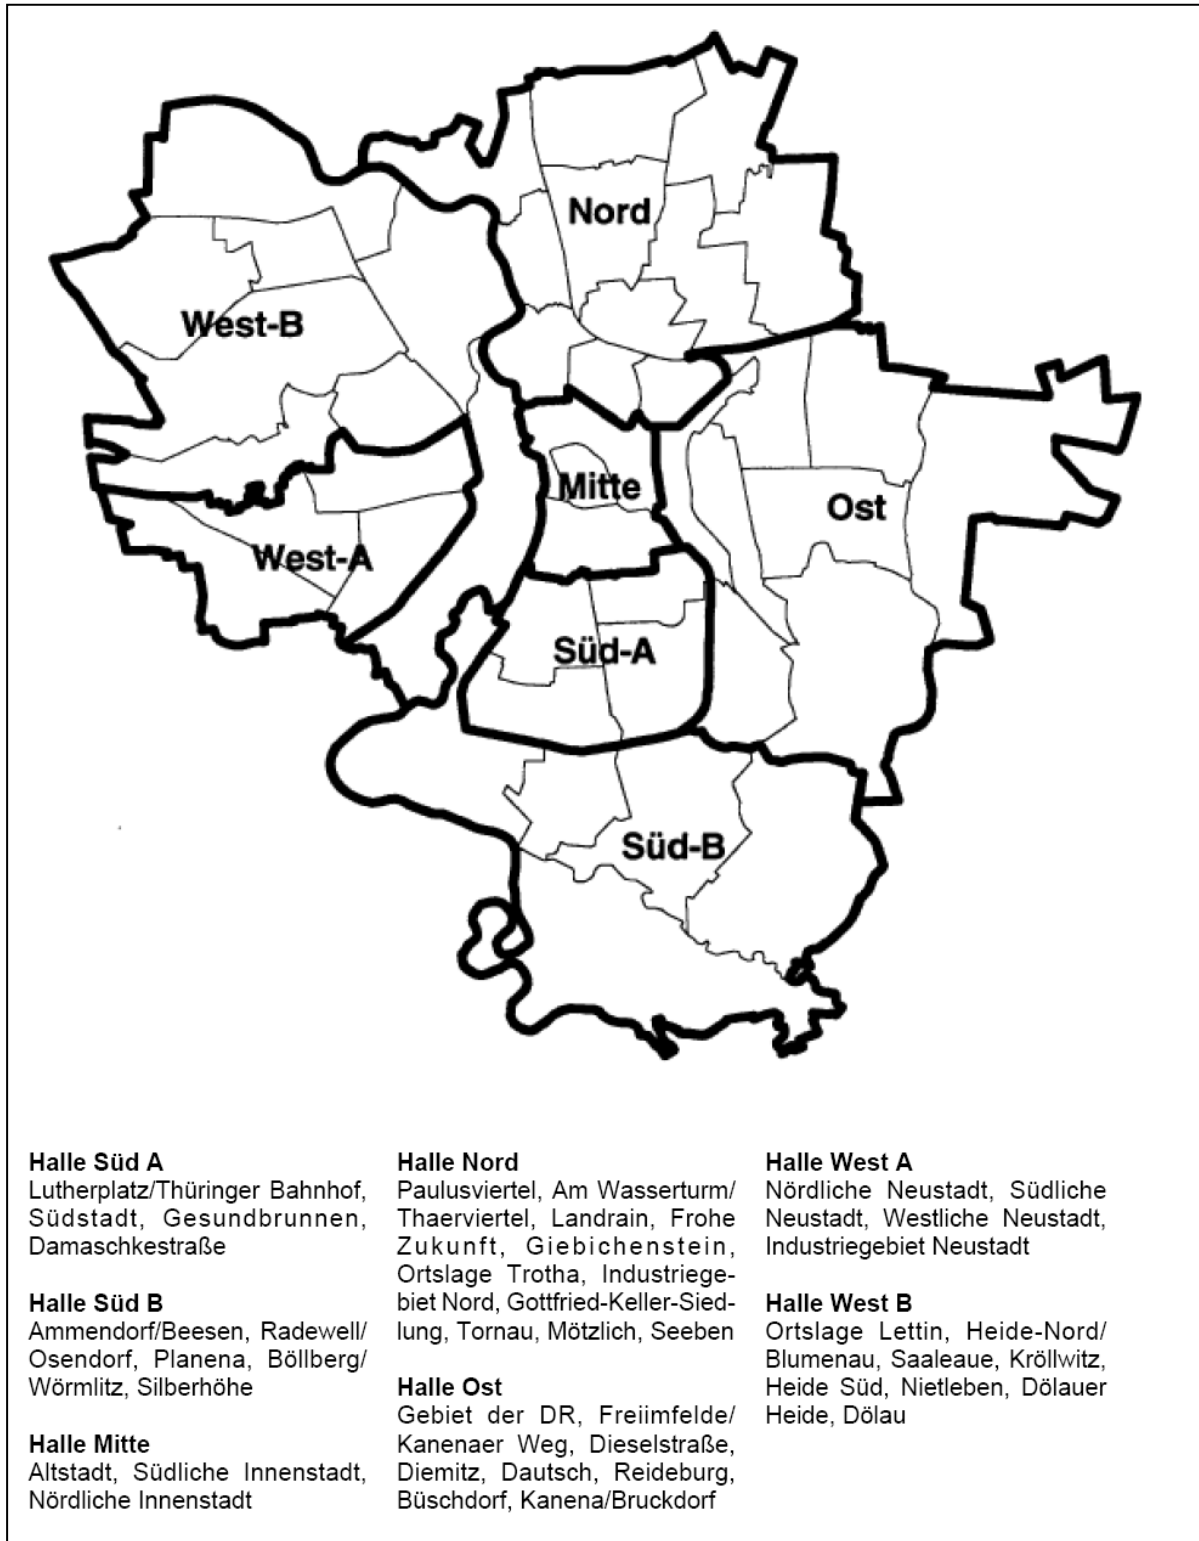 Nord
West-B
Mitte
Ost
West-A
Süd-A
Süd-B
Halle Süd A
Lutherplatz/Thüringer Bahnhof,
Südstadt, Gesundbrunnen,
Damaschkestraße
Halle Süd B
Ammendorf/Beesen, Radewell/
Osendorf, Planena, Böllberg/
Wörmlitz, Silberhöhe
Halle Mitte
Altstadt, Südliche Innenstadt,
Nördliche Innenstadt
Halle Nord
Paulusviertel, Am Wasserturm/
Thaerviertel, Landrain, Frohe
Zukunft, Giebichenstein,
Ortslage Trotha, Industriege-
biet Nord, Gottfried-Keller-Sied-
lung, Tornau, Mötzlich, Seeben
Halle Ost
Gebiet der DR, Freiimfelde/
Kanenaer Weg, Dieselstraße,
Diemitz, Dautsch, Reideburg,
Büschdorf, Kanena/Bruckdorf
Halle West A
Nördliche Neustadt, Südliche
Neustadt, Westliche Neustadt,
Industriegebiet Neustadt
Halle West B
Ortslage Lettin, Heide-Nord/
Blumenau, Saaleaue, Kröllwitz,
Heide Süd, Nietleben, Dölauer
Heide, Dölau